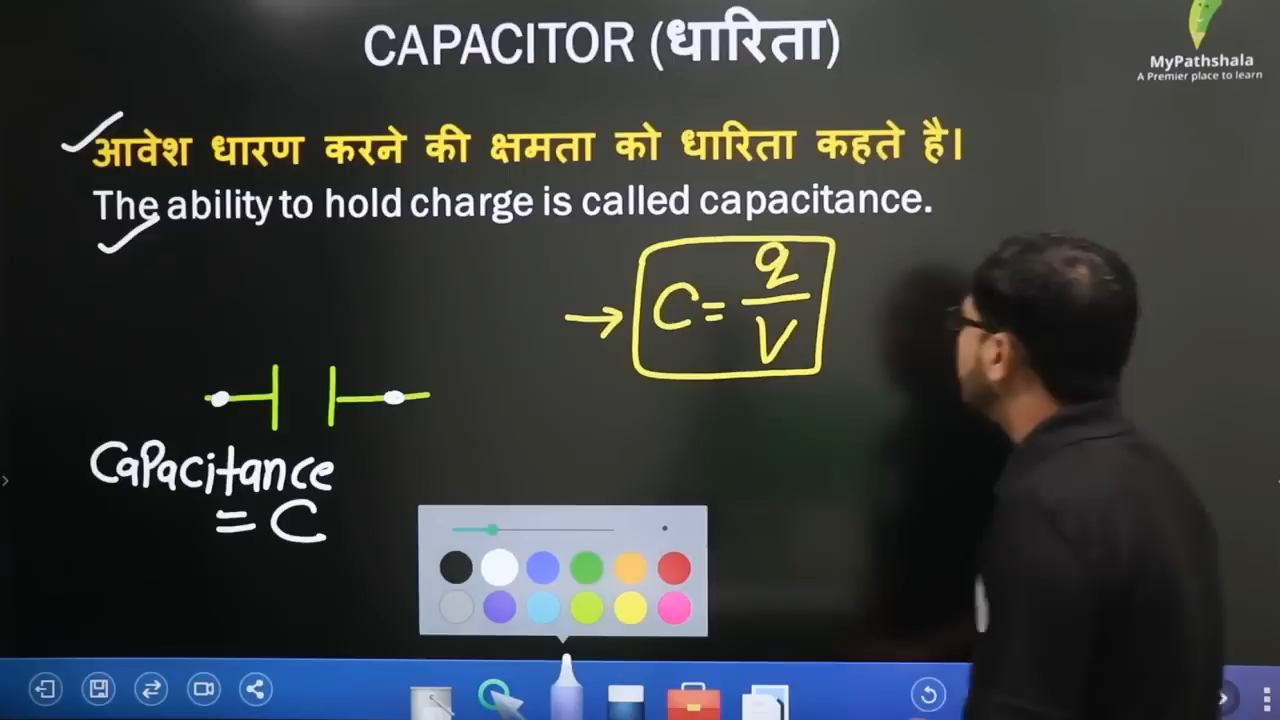 CAPACITOR (धारिता)
MyPathshala
A Premier place to learn
आवेश धारण करने की क्षमता को धारिता कहते है।
The ability to hold charge is called capacitance.
C = q/V
Capacitance
= C